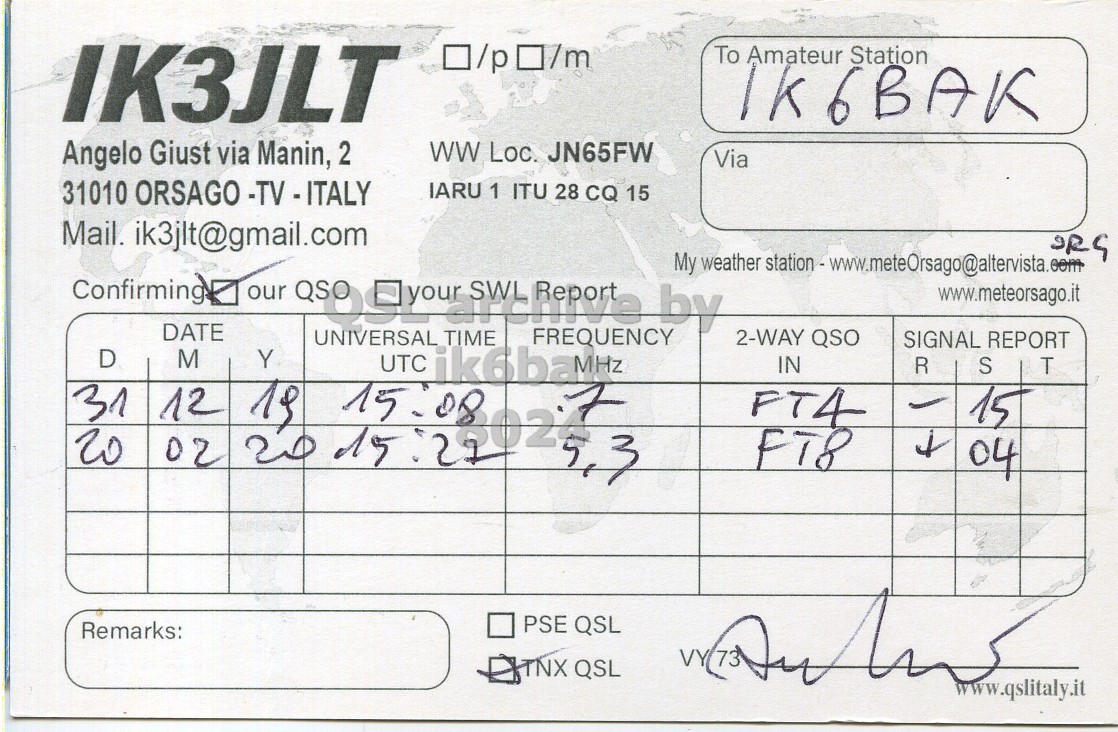 IK3JLT
□/p □/m
To Amateur Station
IK6BAK
Angelo Giust via Manin, 2
31010 ORSAGO -TV - ITALY
Mail. ik3jlt@gmail.com
WW Loc. JN65FW
IARU 1 ITU 28 CQ 15
Via
ORG
My weather station - www.meteOrsago@altervista.com
www.meteorsago.it
Confirming ☑ our QSO □ your SWL Report
QSL archive by
ik6bak
8024
DATE UNIVERSAL TIME FREQUENCY 2-WAY QSO SIGNAL REPORT
D M Y UTC MHz IN R S T
31 12 19 15:08 7 FT4 - 15
20 02 20 15:27 5,3 FT8 + 04
Remarks:
□ PSE QSL
☒ TNX QSL
VY 73
www.qslitaly.it